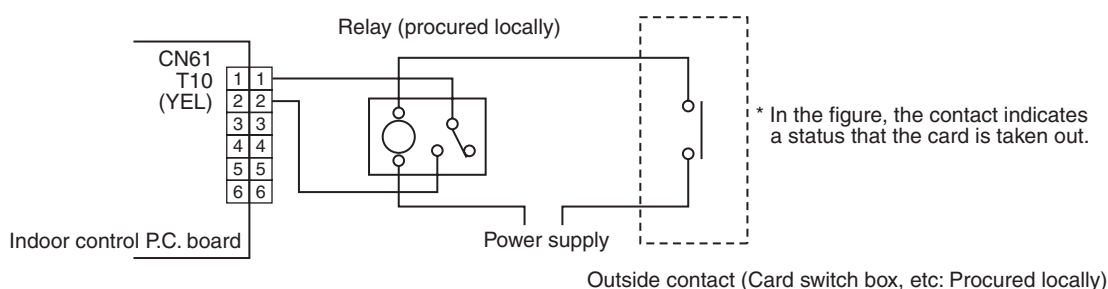 Relay (procured locally)
CN61
T10
(YEL)
1 1
2 2
3 3
4 4
5 5
6 6
* In the figure, the contact indicates
a status that the card is taken out.
Indoor control P.C. board
Power supply
Outside contact (Card switch box, etc: Procured locally)